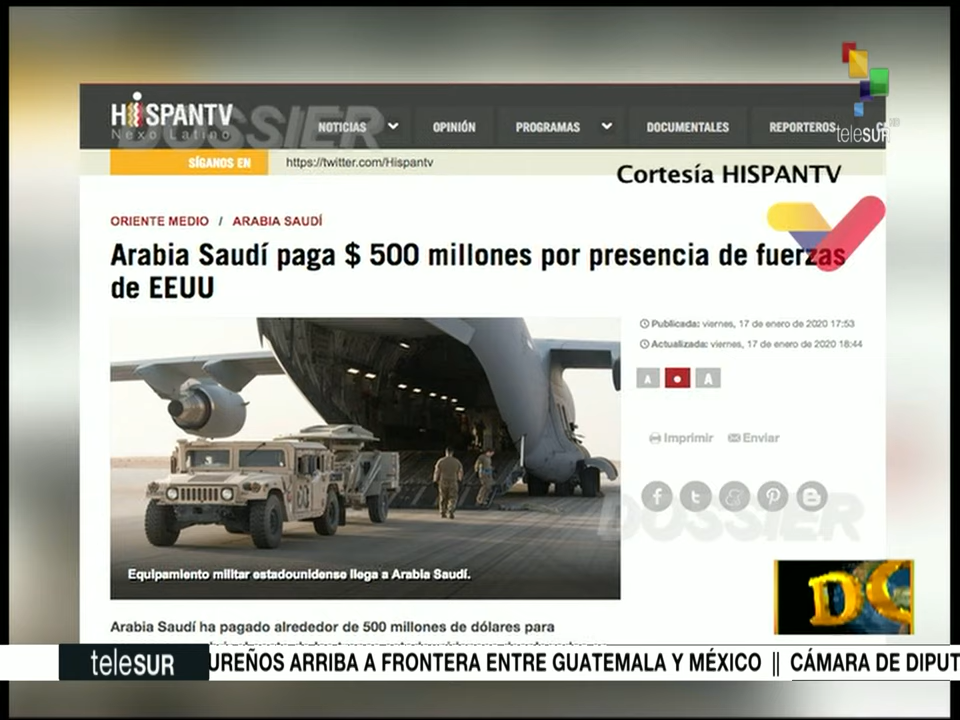 HiSPANTV
Nexo Latino
DOSSIER
NOTICIAS
OPINIÓN
PROGRAMAS
DOCUMENTALES
REPORTEROS
teleSUR HD
SÍGANOS EN
https://twitter.com/Hispantv
Cortesía HISPANTV
ORIENTE MEDIO / ARABIA SAUDÍ
Arabia Saudí paga $ 500 millones por presencia de fuerzas
de EEUU
Publicada: viernes, 17 de enero de 2020 17:53
Actualizada: viernes, 17 de enero de 2020 18:44
A A
Imprimir Enviar
DOSSIER
Equipamiento militar estadounidense llega a Arabia Saudí.
Arabia Saudí ha pagado alrededor de 500 millones de dólares para
teleSUR
UREÑOS ARRIBA A FRONTERA ENTRE GUATEMALA Y MÉXICO || CÁMARA DE DIPUT